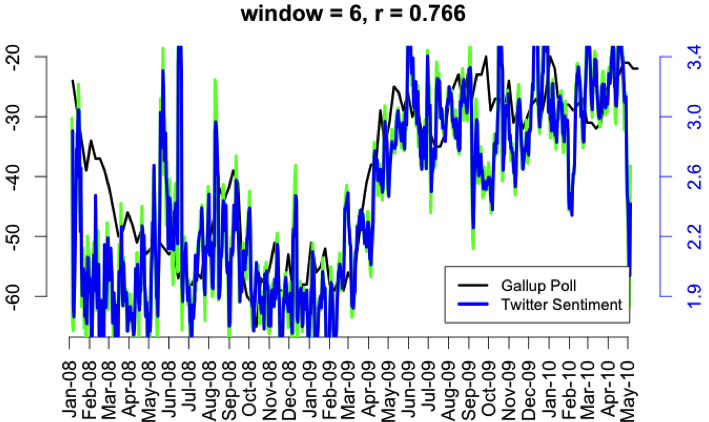 window = 6, r = 0.766
-20
-30
-40
-50
-60
3.4
3.0
2.6
2.2
1.9
Gallup Poll
Twitter Sentiment
Jan-08
Feb-08
Mar-08
Apr-08
May-08
Jun-08
Jul-08
Aug-08
Sep-08
Oct-08
Nov-08
Dec-08
Jan-09
Feb-09
Mar-09
Apr-09
May-09
Jun-09
Jul-09
Aug-09
Sep-09
Oct-09
Nov-09
Dec-09
Jan-10
Feb-10
Mar-10
Apr-10
May-10